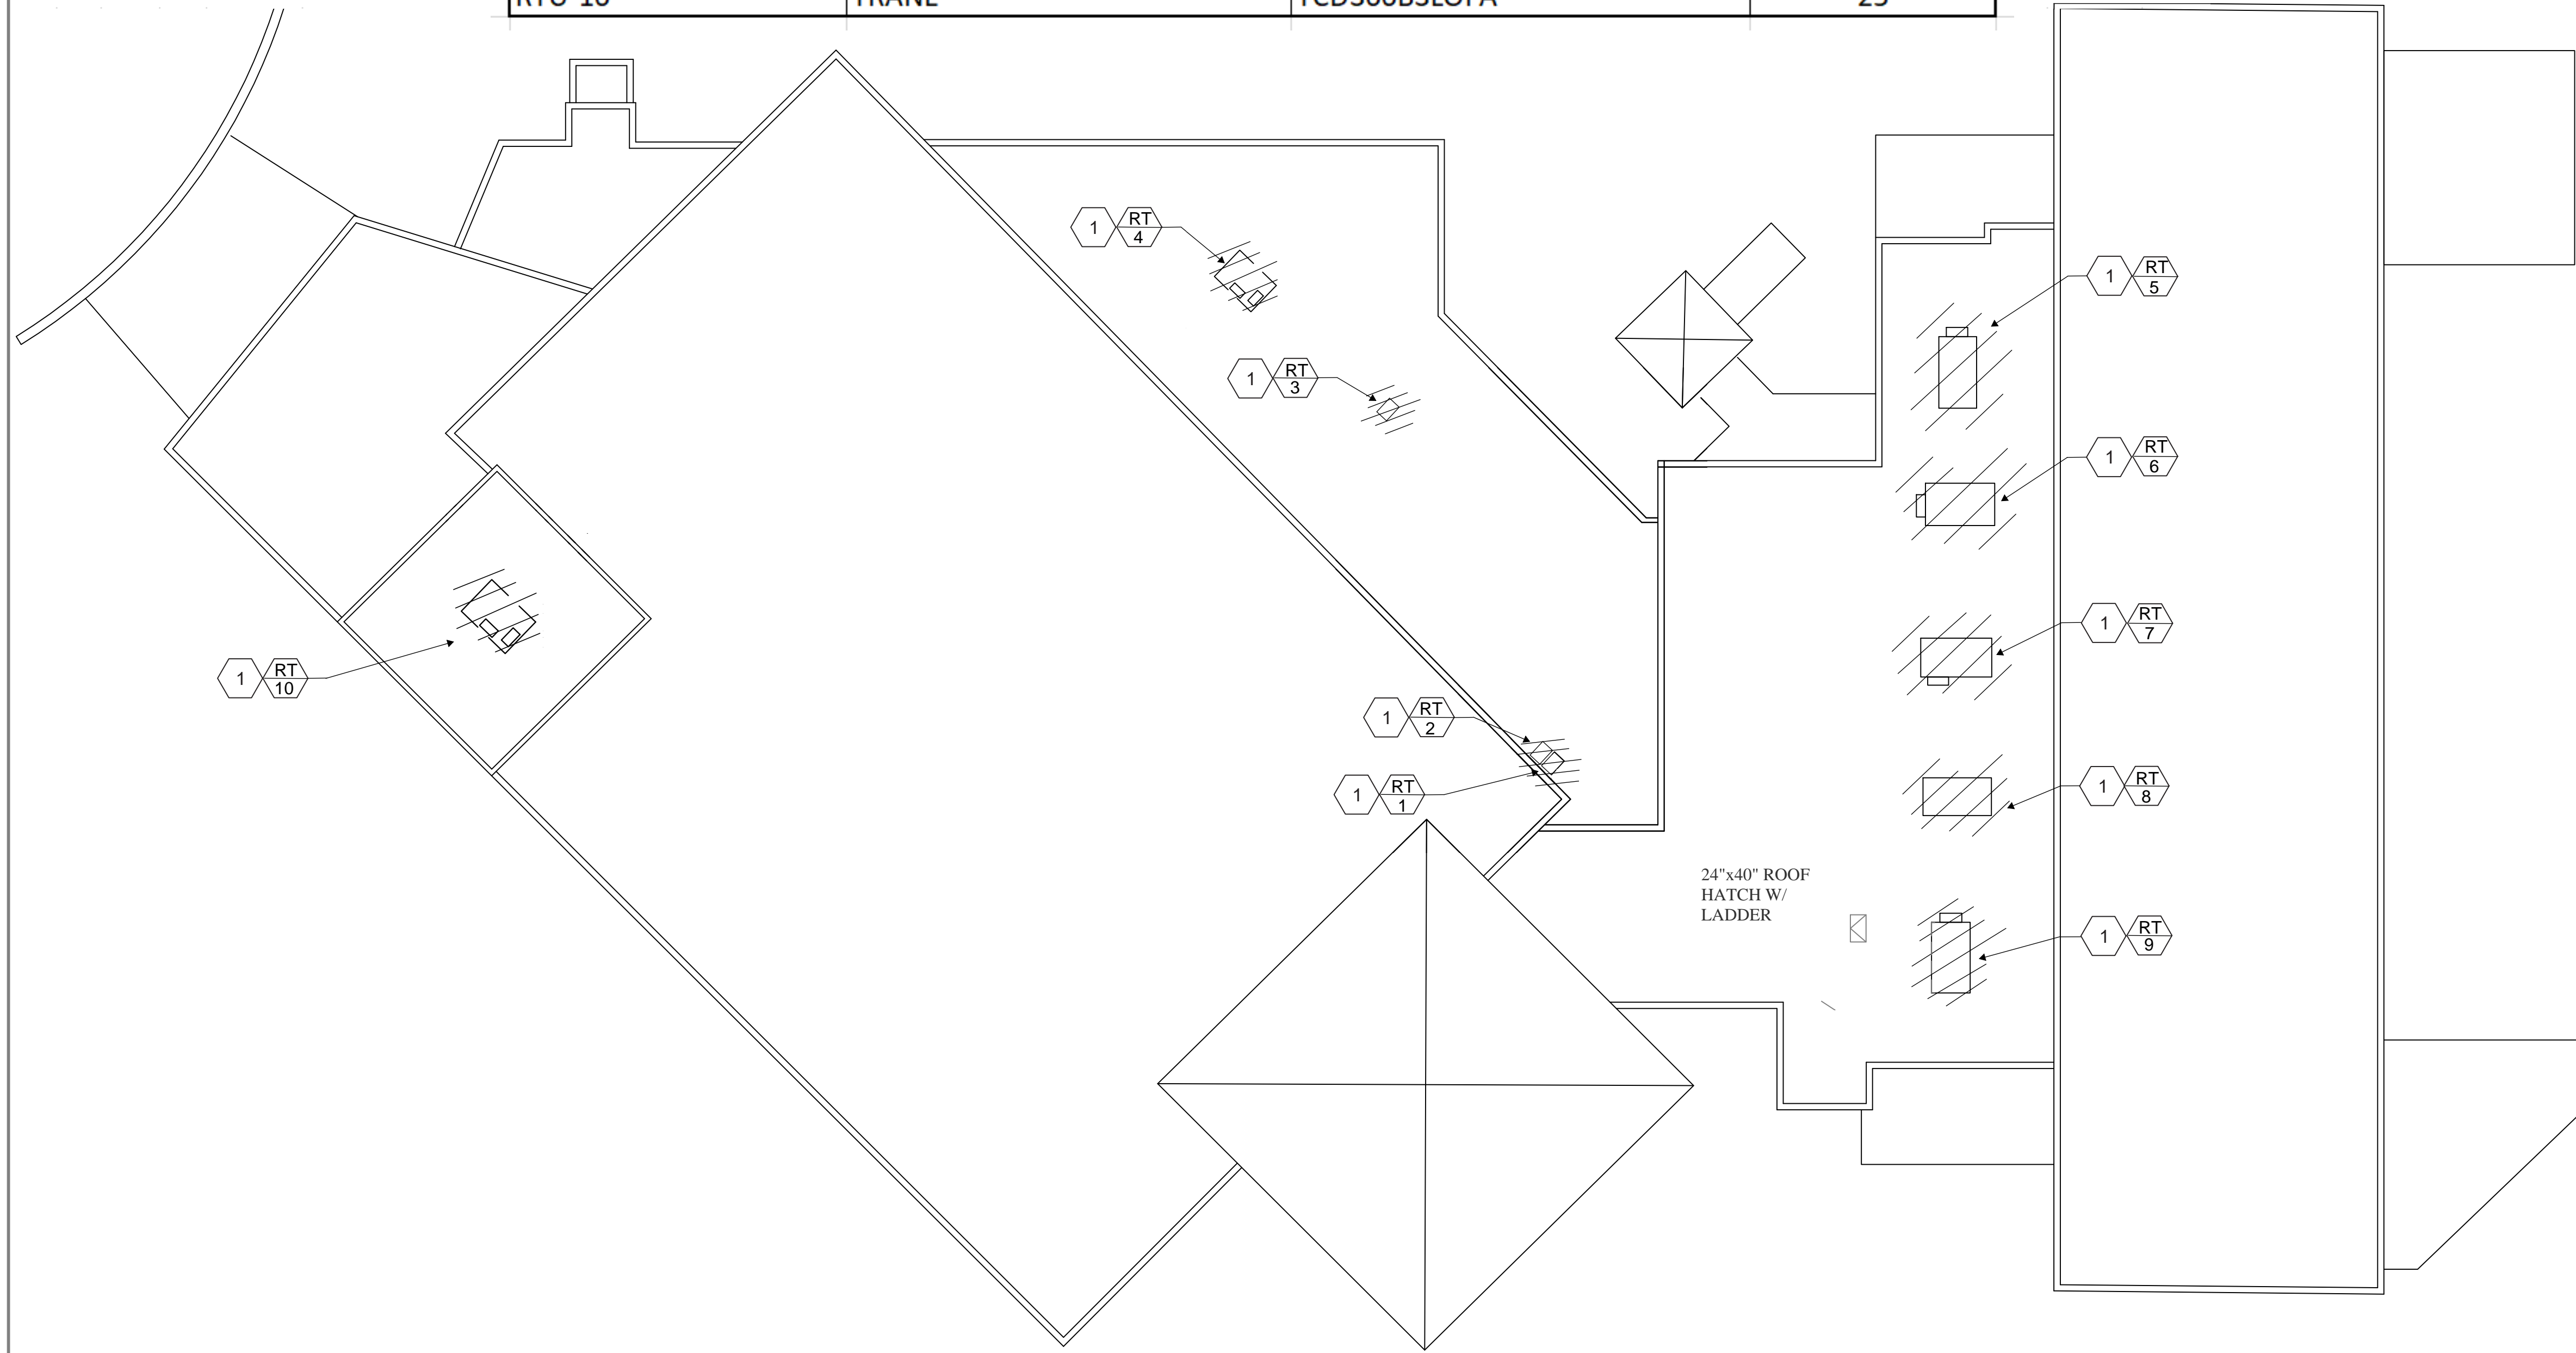 1 RT 4
1 RT 5
1 RT 3
1 RT 6
1 RT 7
1 RT 10
1 RT 2
1 RT 8
1 RT 1
24"x40" ROOF
HATCH W/
LADDER
1 RT 9